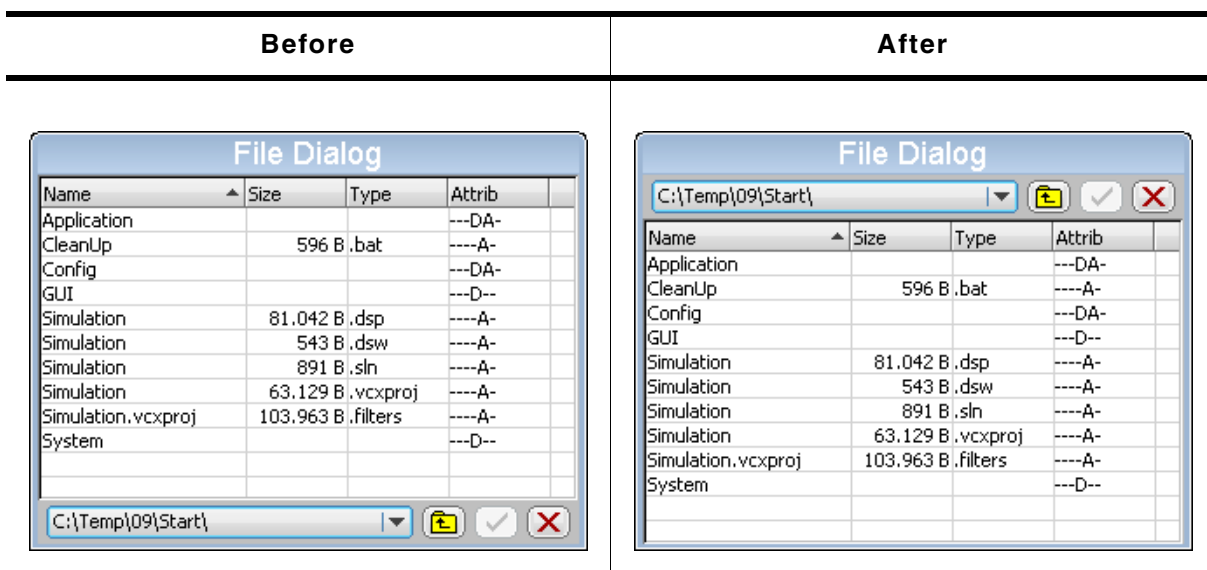 Before
After
File Dialog
Name Size Type Attrib
Application ---DA-
CleanUp 596 B .bat ----A-
Config ---DA-
GUI ---D--
Simulation 81.042 B .dsp ----A-
Simulation 543 B .dsw ----A-
Simulation 891 B .sln ----A-
Simulation 63.129 B .vcxproj ----A-
Simulation.vcxproj 103.963 B .filters ----A-
System ---D--
C:\Temp\09\Start\
File Dialog
C:\Temp\09\Start\
Name Size Type Attrib
Application ---DA-
CleanUp 596 B .bat ----A-
Config ---DA-
GUI ---D--
Simulation 81.042 B .dsp ----A-
Simulation 543 B .dsw ----A-
Simulation 891 B .sln ----A-
Simulation 63.129 B .vcxproj ----A-
Simulation.vcxproj 103.963 B .filters ----A-
System ---D--